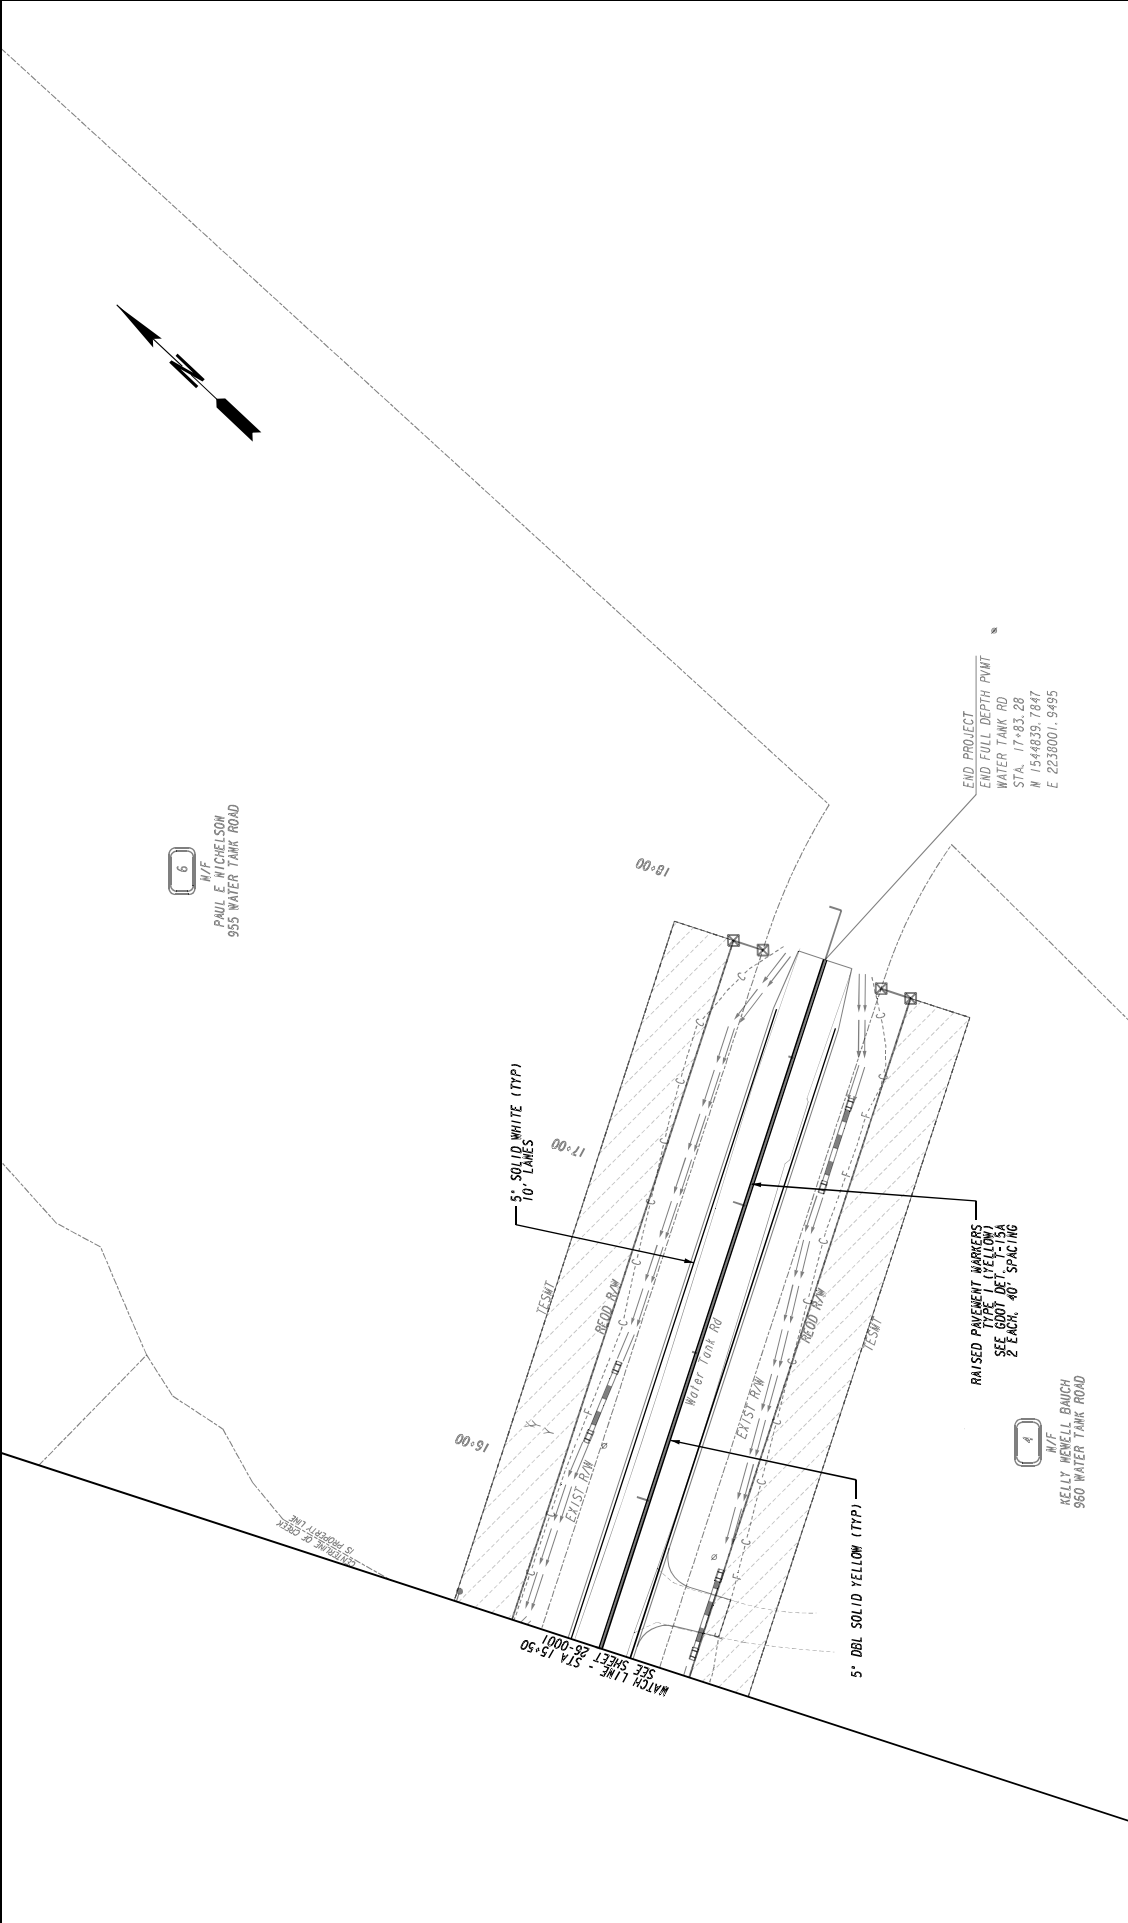 N
END PROJECT
END FULL DEPTH PVMT
WATER TANK RD
STA. 17+83.28
N 1544839.7847
E 2238001.9495
6
N/F
PAUL E NICHELSON
955 WATER TANK ROAD
18+00
17+00
16+00
5" SOLID WHITE (TYP)
10' LANES
TESMT
REQD R/W
EXIST R/W
Water Tank Rd
EXIST R/W
REQD R/W
TESMT
RAISED PAVEMENT MARKERS
TYPE 1 (YELLOW)
SEE GDOT DET. T-15A
2 EACH, 40' SPACING
4
N/F
KELLY NEWELL BAUCH
960 WATER TANK ROAD
5" DBL SOLID YELLOW (TYP)
CENTERLINE OF CREEK
IS PROPERTY LINE
MATCH LINE - STA 15+50
SEE SHEET 26-0001